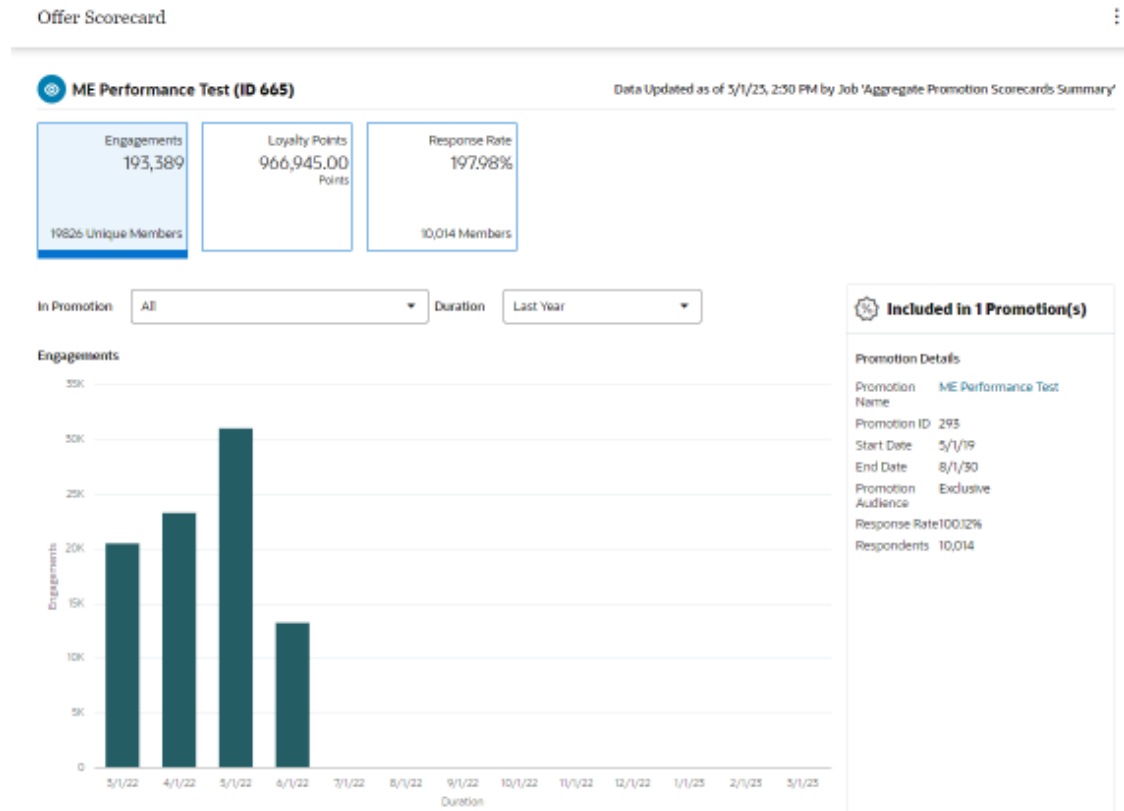 Offer Scorecard
ME Performance Test (ID 665)
Data Updated as of 3/1/23, 2:30 PM by Job 'Aggregate Promotion Scorecards Summary'
Engagements
193,389
19826 Unique Members
Loyalty Points
966,945.00
Points
Response Rate
197.98%
10,014 Members
In Promotion
All
Duration
Last Year
Engagements
35K
30K
25K
20K
15K
10K
5K
0
Engagements
3/1/22 4/1/22 5/1/22 6/1/22 7/1/22 8/1/22 9/1/22 10/1/22 11/1/22 12/1/22 1/1/23 2/1/23 3/1/23
Duration
Included in 1 Promotion(s)
Promotion Details
Promotion Name ME Performance Test
Promotion ID 293
Start Date 5/1/19
End Date 8/1/30
Promotion Audience Exclusive
Response Rate 100.12%
Respondents 10,014